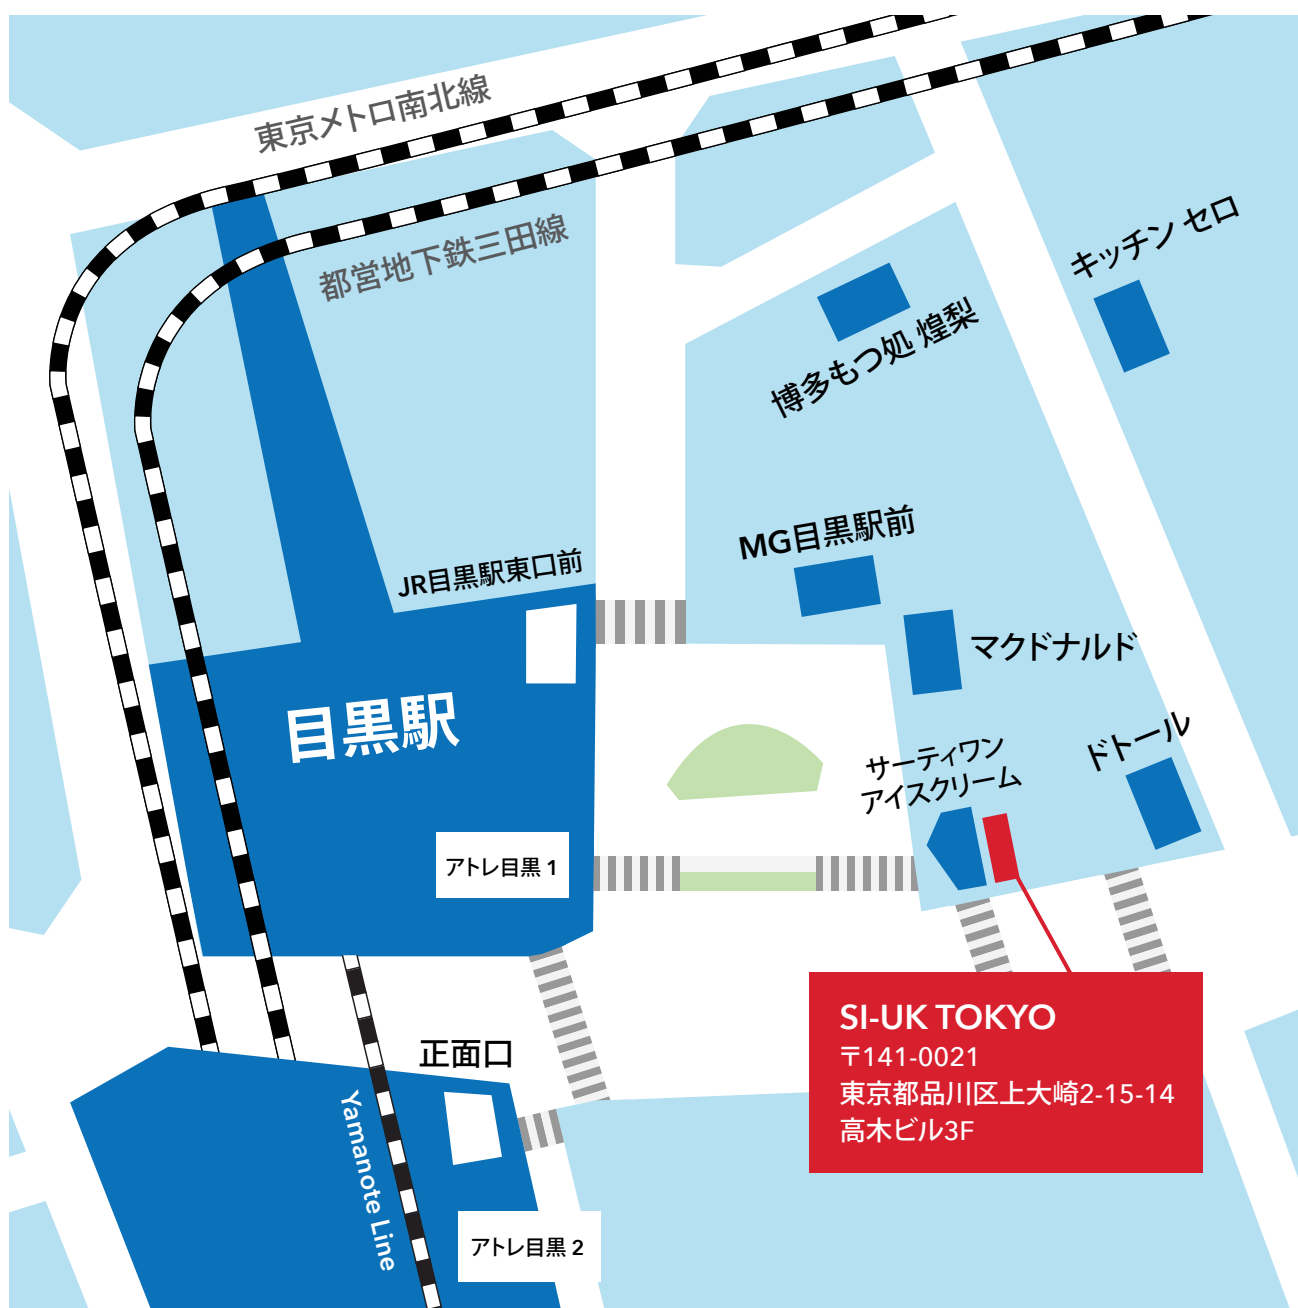 東京メトロ南北線
都営地下鉄三田線
キッチン セロ
博多もつ処 煌梨
MG目黒駅前
JR目黒駅東口前
マクドナルド
目黒駅
ドトール
サーティワン
アイスクリーム
アトレ目黒 1
SI-UK TOKYO
〒141-0021
東京都品川区上大崎2-15-14
高木ビル3F
正面口
Yamanote Line
アトレ目黒 2